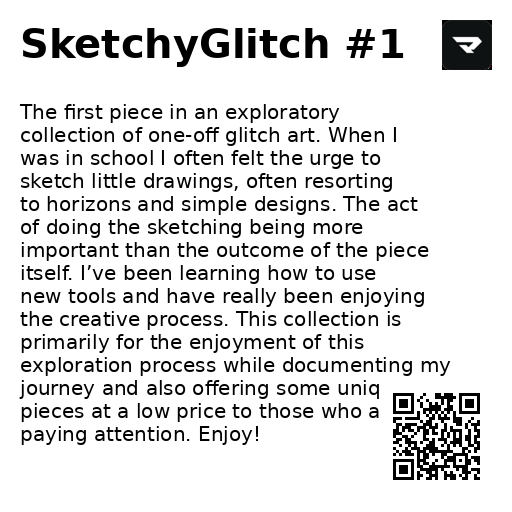 SketchyGlitch #1
The first piece in an exploratory
collection of one-off glitch art. When I
was in school I often felt the urge to
sketch little drawings, often resorting
to horizons and simple designs. The act
of doing the sketching being more
important than the outcome of the piece
itself. I’ve been learning how to use
new tools and have really been enjoying
the creative process. This collection is
primarily for the enjoyment of this
exploration process while documenting my
journey and also offering some uniq
pieces at a low price to those who a
paying attention. Enjoy!